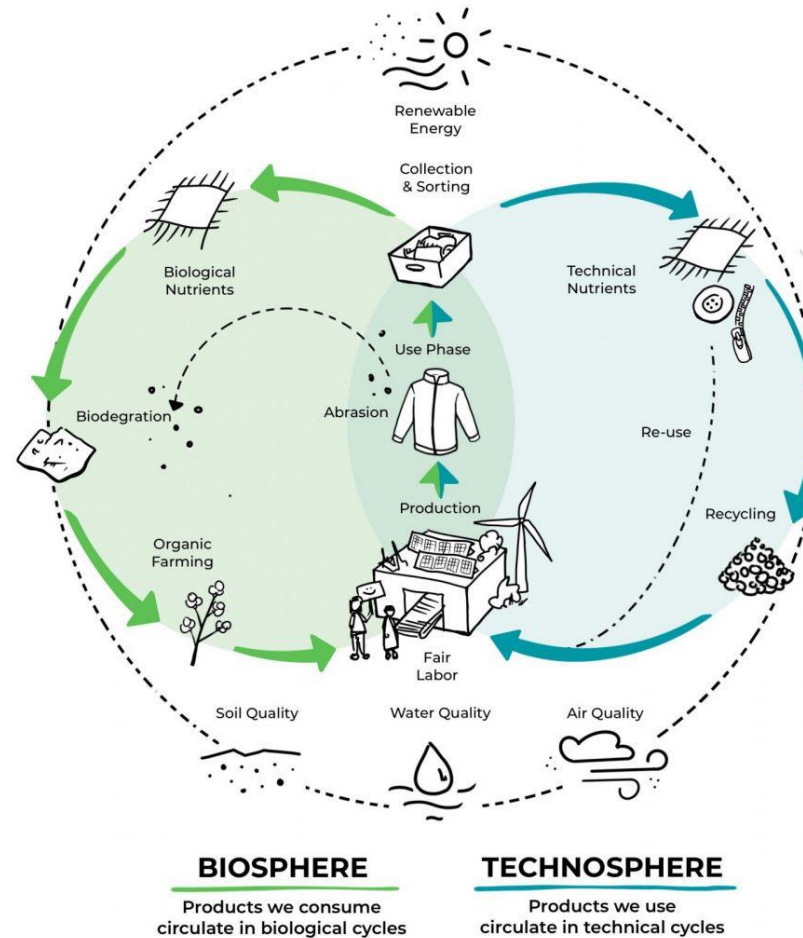 Renewable
Energy
Collection
& Sorting
Biological
Nutrients
Technical
Nutrients
Use Phase
Biodegration
Abrasion
Re-use
Production
Recycling
Organic
Farming
Fair
Labor
Soil Quality
Water Quality
Air Quality
BIOSPHERE
Products we consume
circulate in biological cycles
TECHNOSPHERE
Products we use
circulate in technical cycles